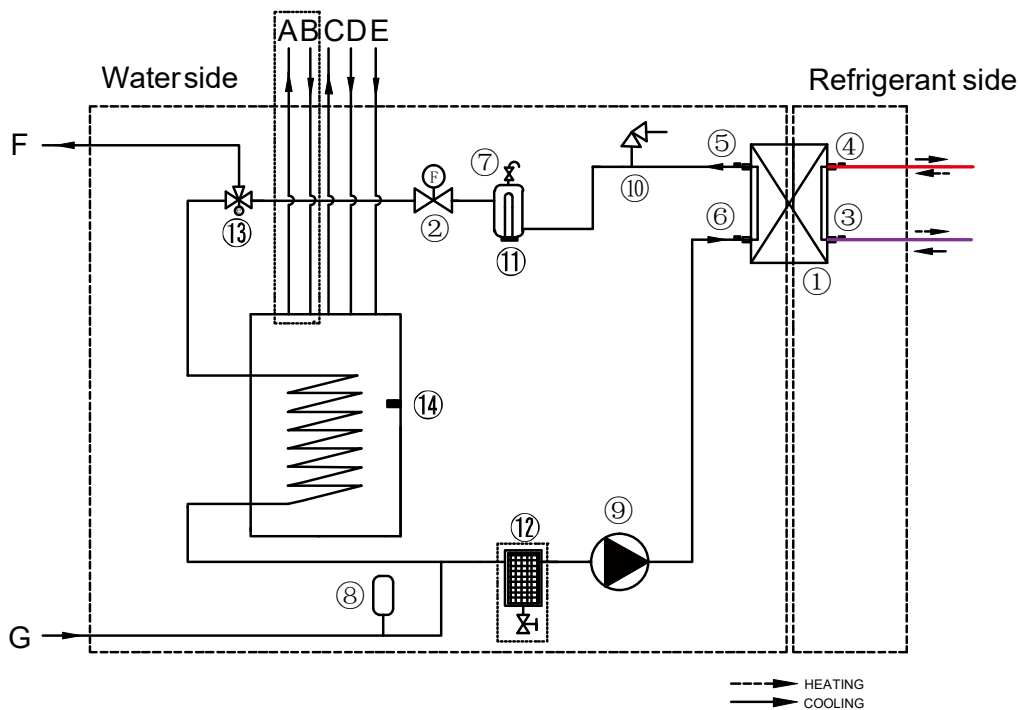 A B C D E
Water side
Refrigerant side
F
⑦
⑤
④
F
⑩
⑬
②
⑪
⑥
③
①
⑭
⑫
⑨
⑧
G
HEATING
COOLING